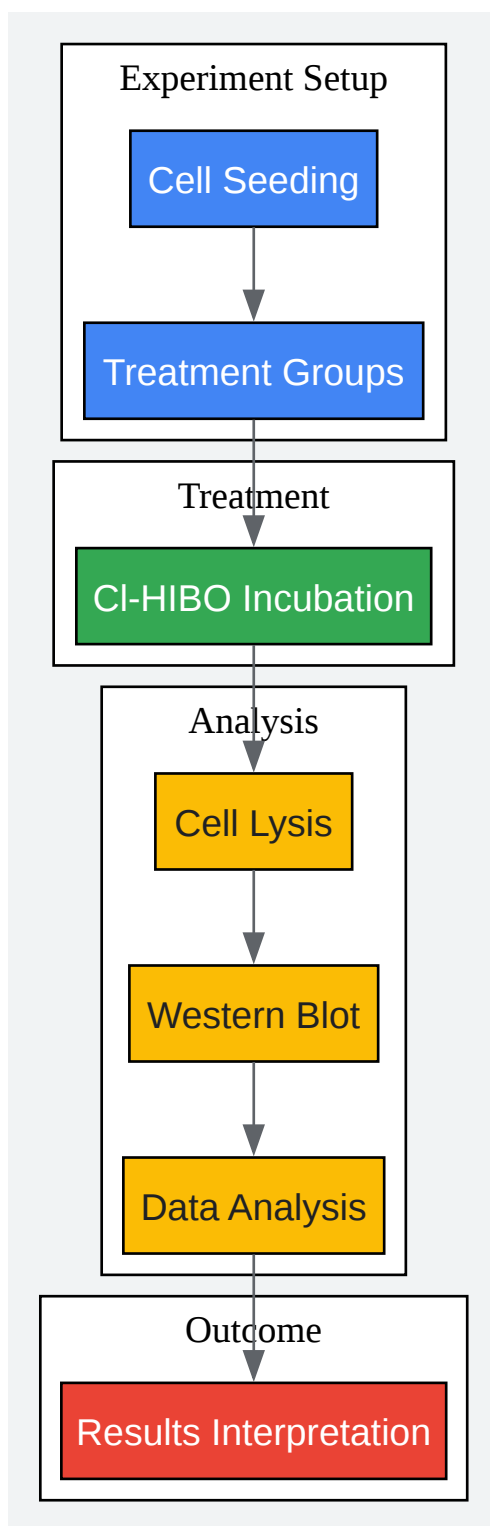 Experiment Setup
Cell Seeding
Treatment Groups
Treatment
Cl-HIBO Incubation
Analysis
Cell Lysis
Western Blot
Data Analysis
Outcome
Results Interpretation